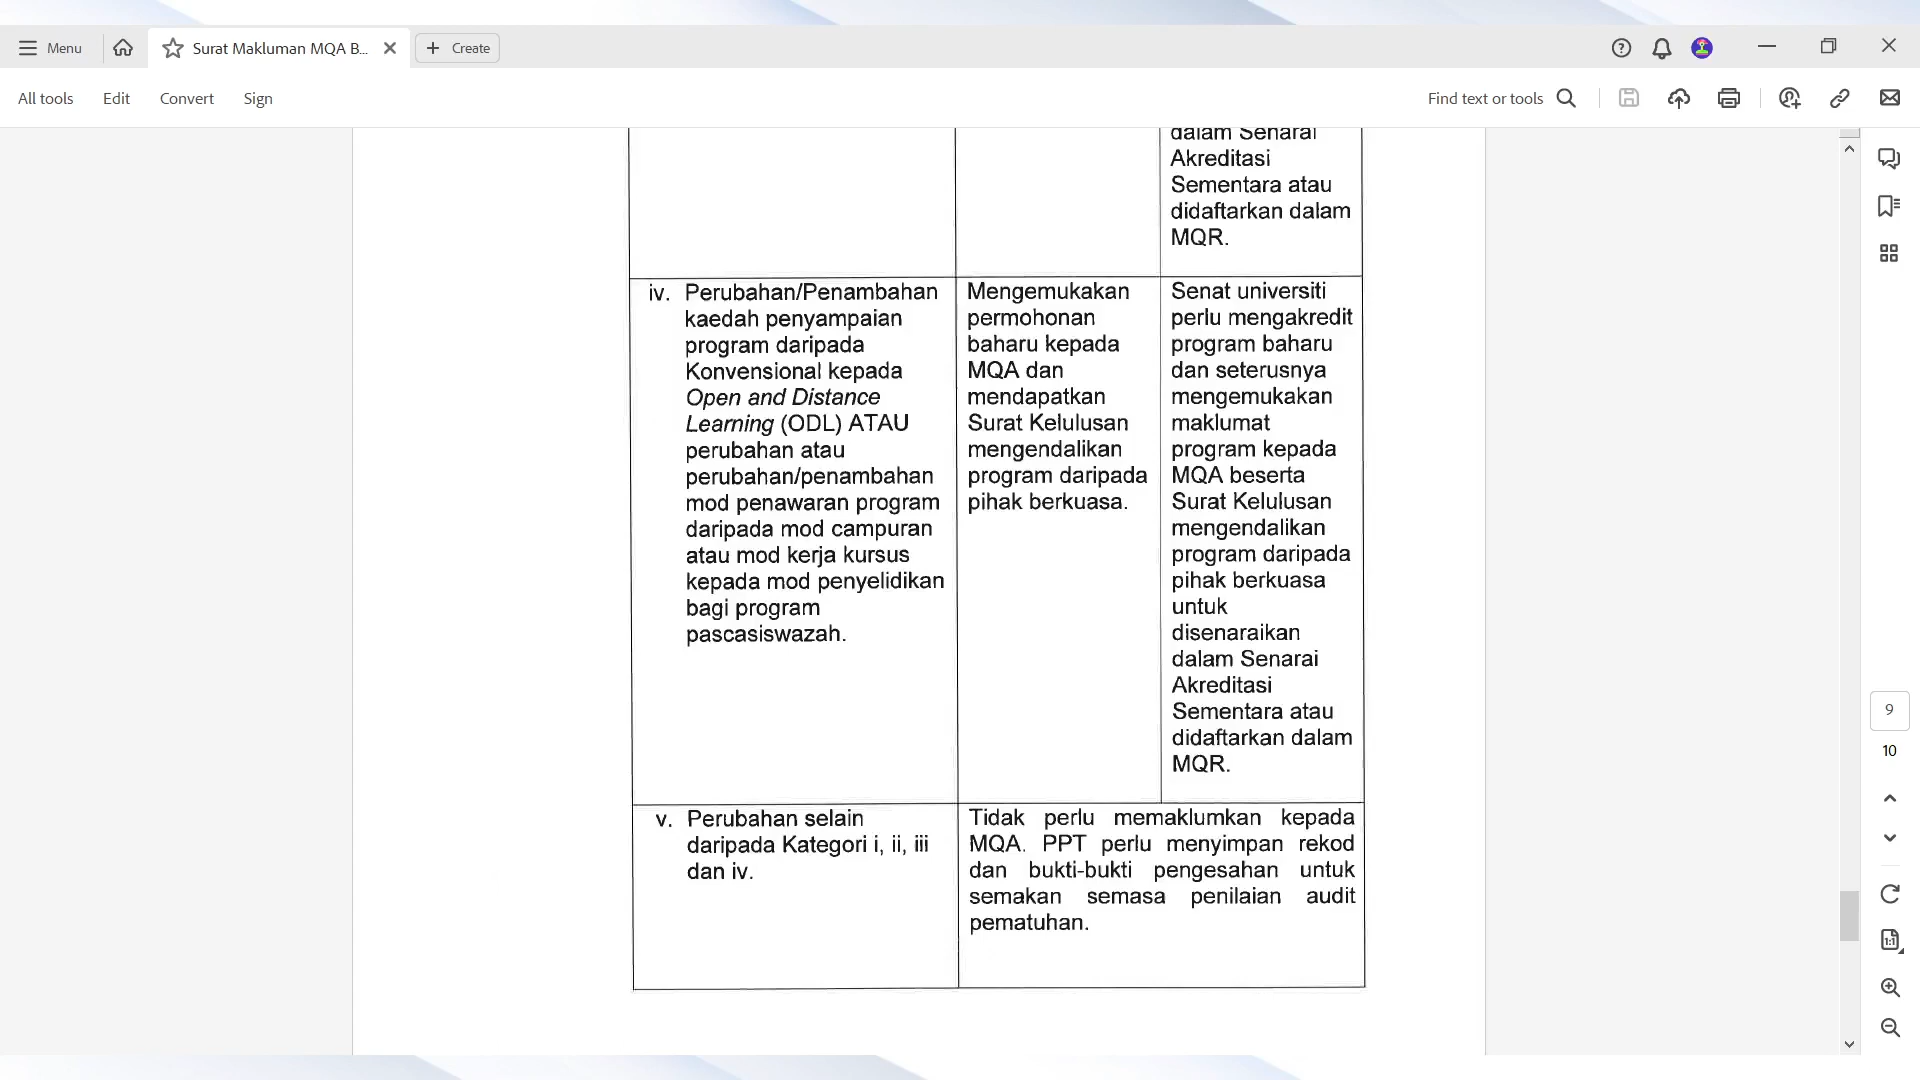 Menu
Surat Makluman MQA B...
Create
All tools
Edit
Convert
Sign
Find text or tools
dalam Senarai
Akreditasi
Sementara atau
didaftarkan dalam
MQR.
iv. Perubahan/Penambahan
kaedah penyampaian
program daripada
Konvensional kepada
Open and Distance
Learning (ODL) ATAU
perubahan atau
perubahan/penambahan
mod penawaran program
daripada mod campuran
atau mod kerja kursus
kepada mod penyelidikan
bagi program
pascasiswazah.
Mengemukakan
permohonan
baharu kepada
MQA dan
mendapatkan
Surat Kelulusan
mengendalikan
program daripada
pihak berkuasa.
Senat universiti
perlu mengakredit
program baharu
dan seterusnya
mengemukakan
maklumat
program kepada
MQA beserta
Surat Kelulusan
mengendalikan
program daripada
pihak berkuasa
untuk
disenaraikan
dalam Senarai
Akreditasi
Sementara atau
didaftarkan dalam
MQR.
v. Perubahan selain
daripada Kategori i, ii, iii
dan iv.
Tidak perlu memaklumkan kepada
MQA. PPT perlu menyimpan rekod
dan bukti-bukti pengesahan untuk
semakan semasa penilaian audit
pematuhan.
9
10
1:1